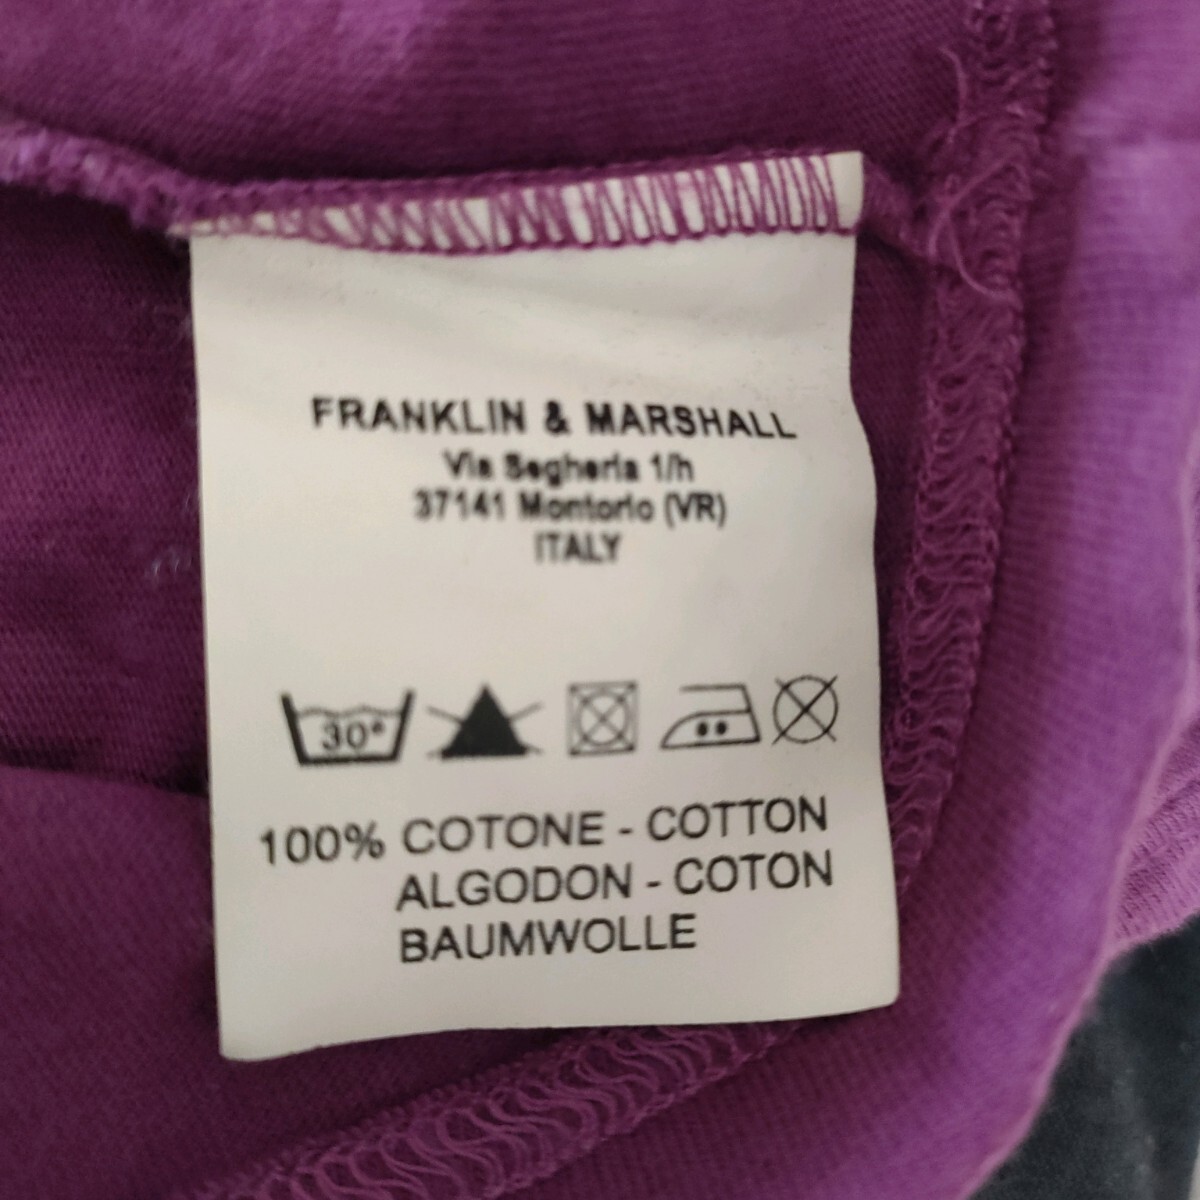 FRANKLIN & MARSHALL
Via Segheria 1/h
37141 Montorio (VR)
ITALY
30°
100% COTONE - COTTON
ALGODON - COTON
BAUMWOLLE